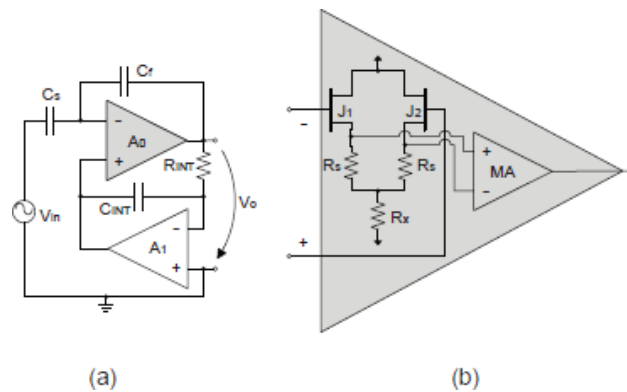 Cs
Cf
−
A0
+
RINT
CINT
Vo
Vin
−
A1
+
(a)
J1
J2
−
Rs
Rs
+
MA
−
Rx
+
(b)